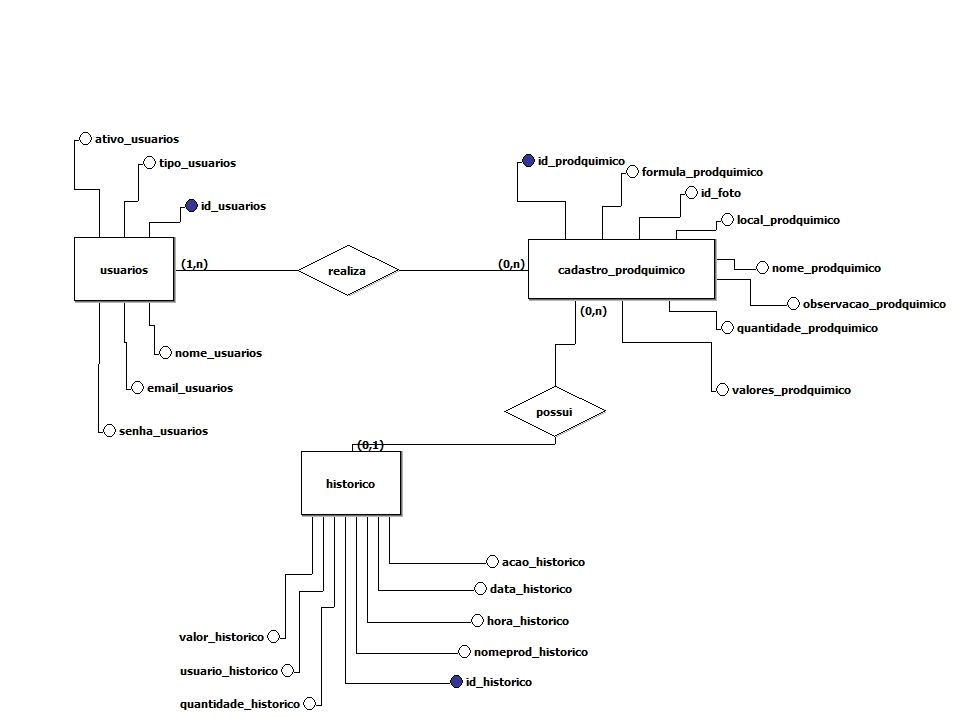 ativo_usuarios
tipo_usuarios
id_usuarios
usuarios
(1,n)
realiza
(0,n)
nome_usuarios
email_usuarios
senha_usuarios
id_prodquimico
formula_prodquimico
id_foto
local_prodquimico
cadastro_prodquimico
nome_prodquimico
observacao_prodquimico
quantidade_prodquimico
valores_prodquimico
(0,n)
possui
(0,1)
historico
acao_historico
data_historico
hora_historico
nomeprod_historico
id_historico
valor_historico
usuario_historico
quantidade_historico